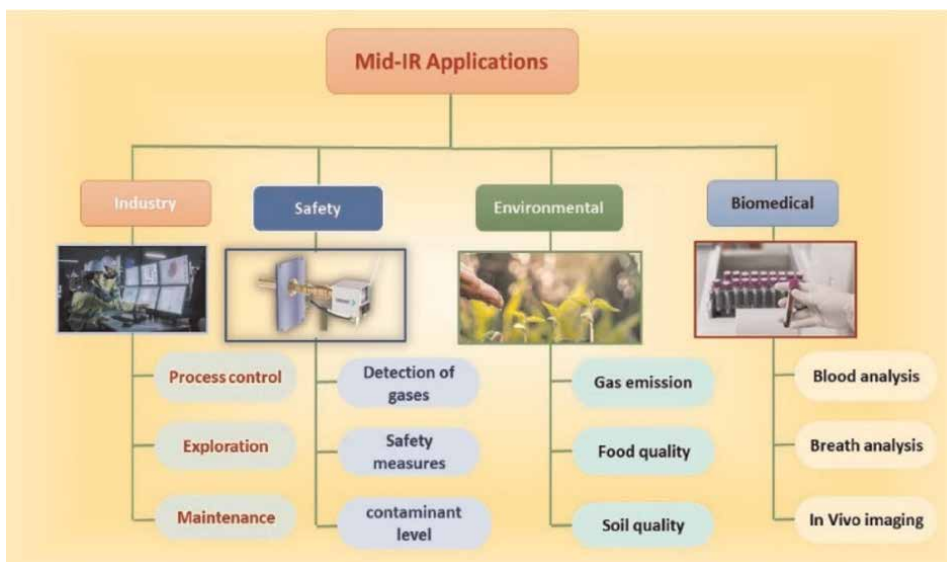 Mid-IR Applications
Industry
Safety
Environmental
Biomedical
Process control
Exploration
Maintenance
Detection of
gases
Safety
measures
contaminant
level
Gas emission
Food quality
Soil quality
Blood analysis
Breath analysis
In Vivo imaging